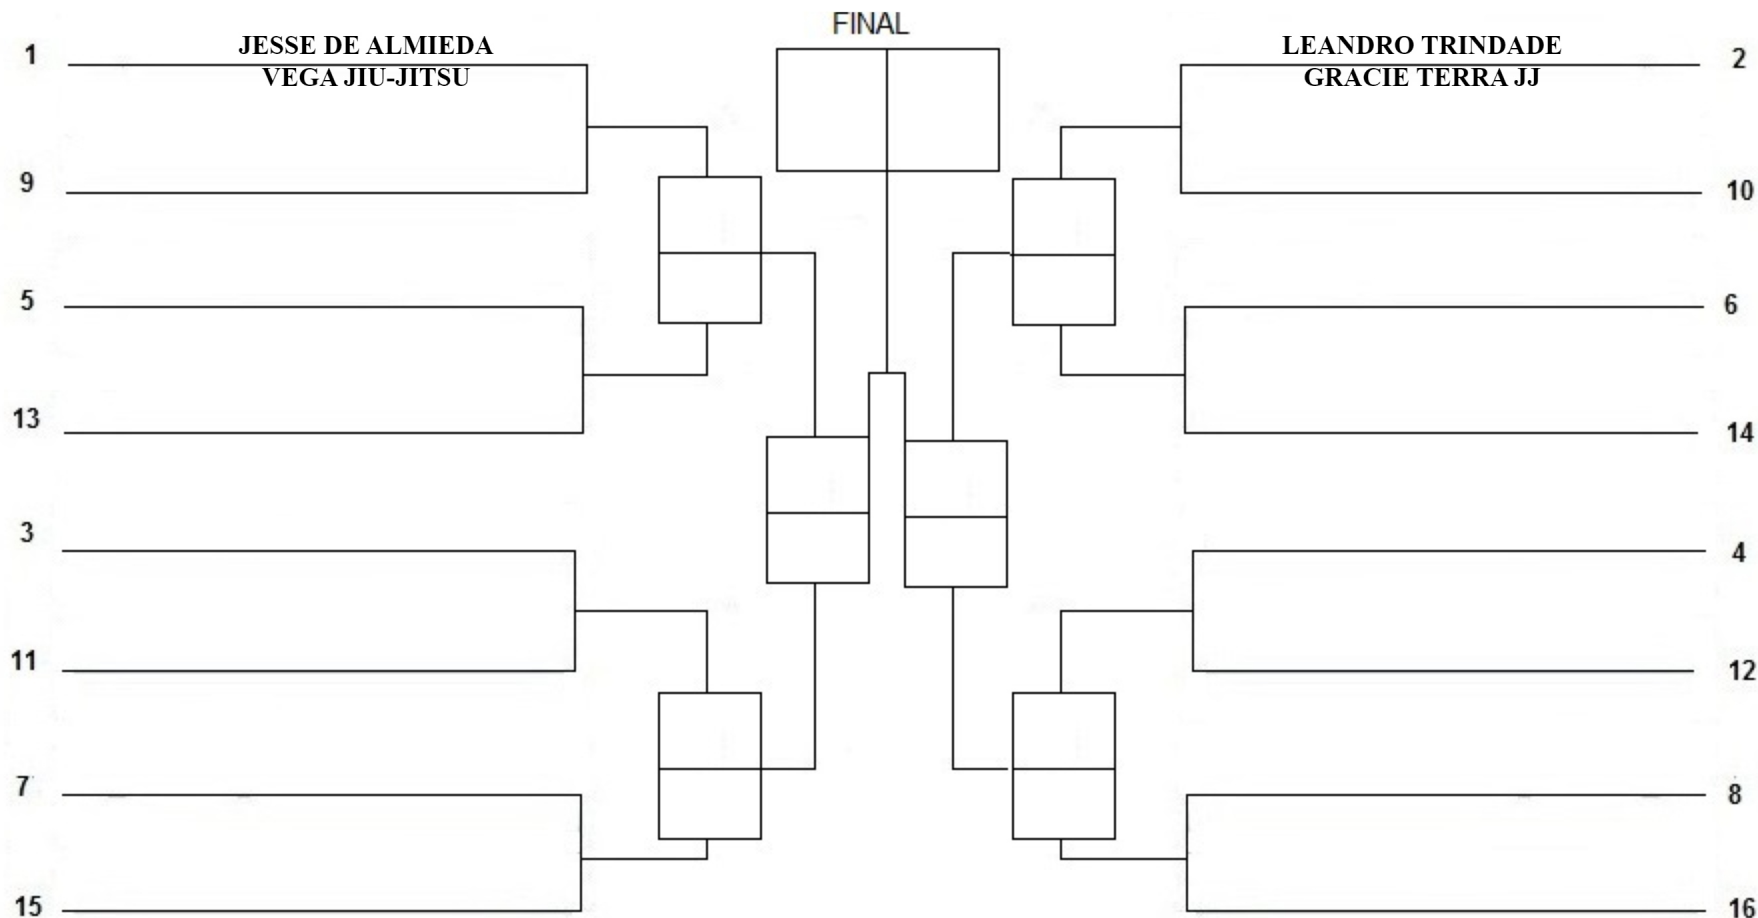 FINAL
1 JESSE DE ALMIEDA
VEGA JIU-JITSU
LEANDRO TRINDADE 2
GRACIE TERRA JJ
9
10
5
6
13
14
3
4
11
12
7
8
15
16